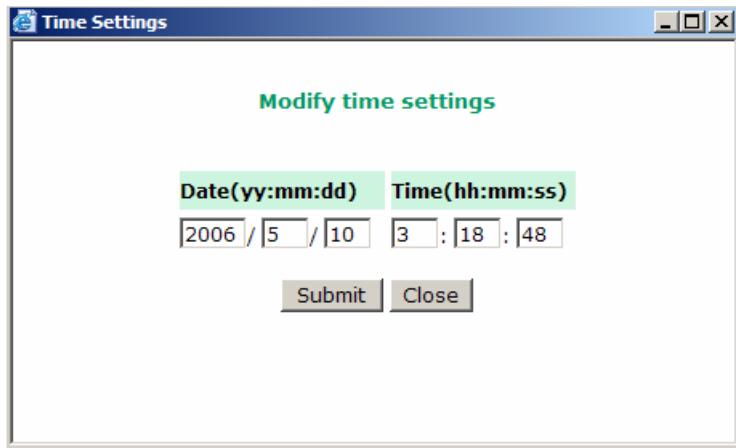 Time Settings
Modify time settings
Date(yy:mm:dd) Time(hh:mm:ss)
2006 / 5 / 10 3 : 18 : 48
Submit Close